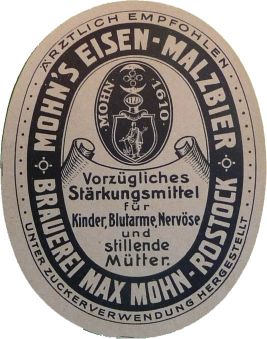 ÄRZTLICH EMPFOHLEN
MOHN'S EISEN-MALZBIER
MOHN 1610
Vorzügliches
Stärkungsmittel
für
Kinder, Blutarme, Nervöse
und
stillende
Mütter.
BRAUEREI MAX MOHN-ROSTOCK
UNTER ZUCKERVERWENDUNG HERGESTELLT